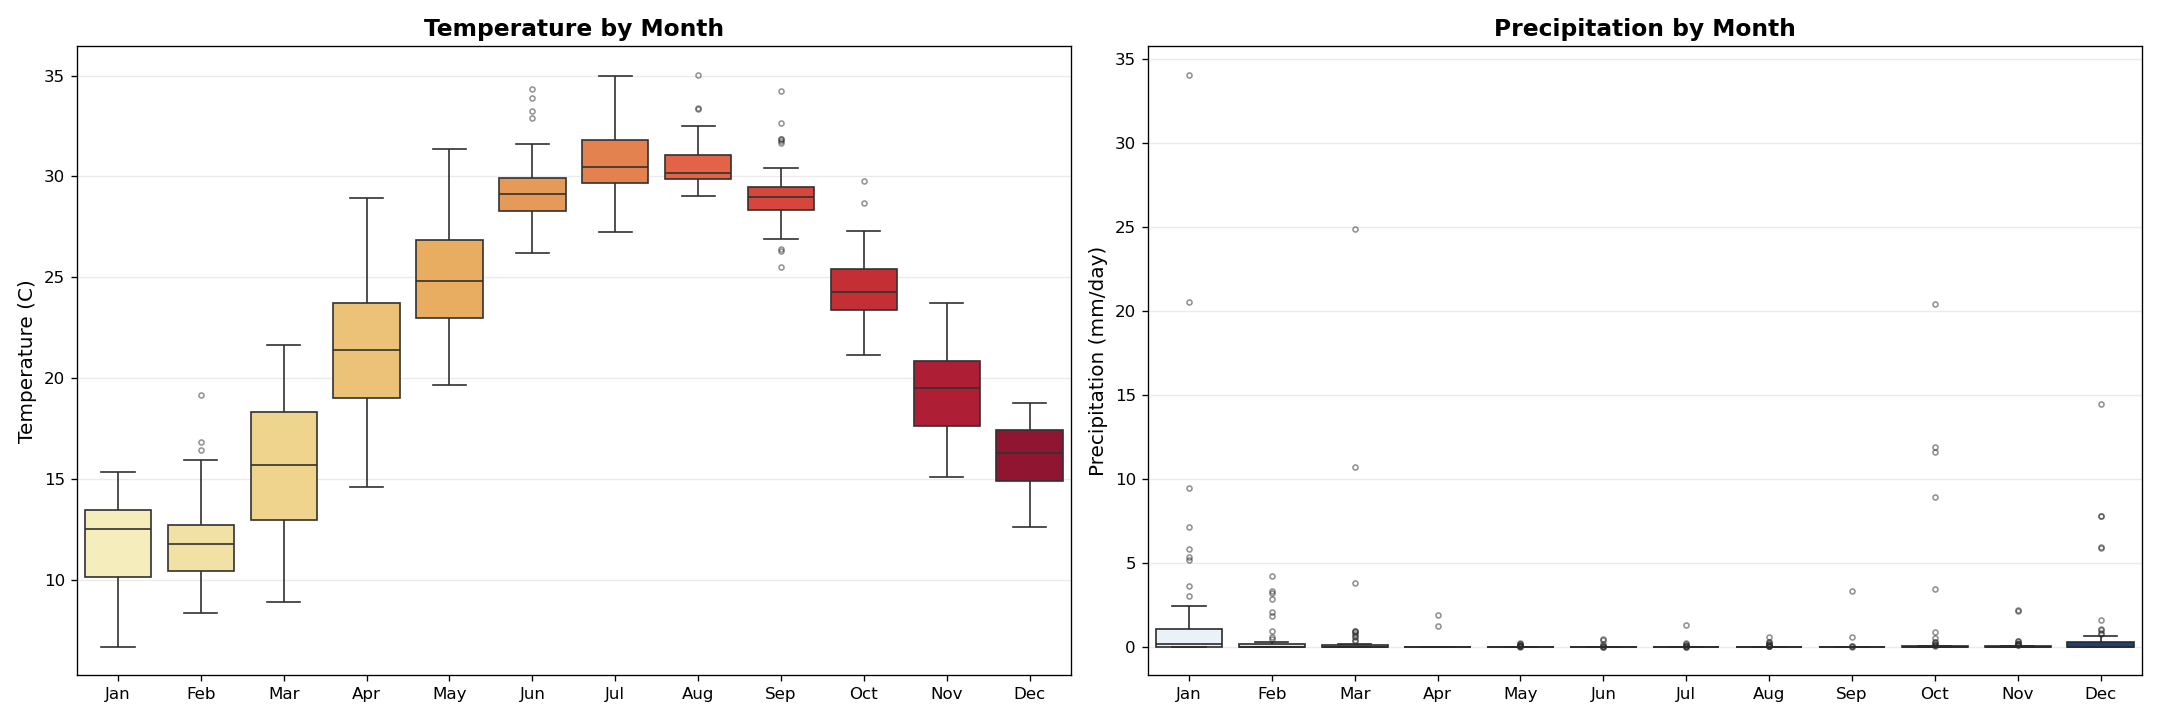 Temperature by Month
Temperature (C)
35
30
25
20
15
10
Jan Feb Mar Apr May Jun Jul Aug Sep Oct Nov Dec
Precipitation by Month
Precipitation (mm/day)
35
30
25
20
15
10
5
0
Jan Feb Mar Apr May Jun Jul Aug Sep Oct Nov Dec